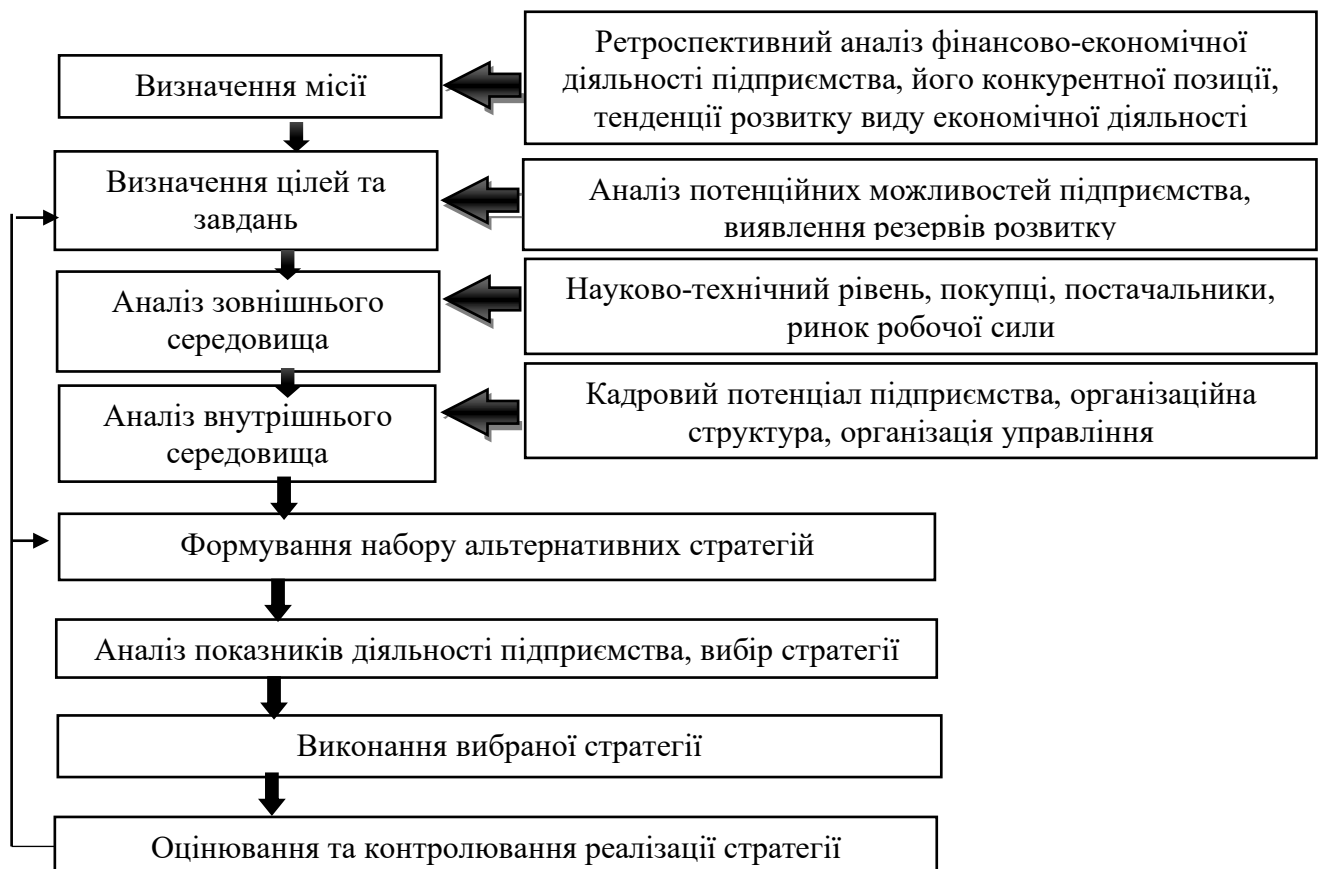 Визначення місії
Ретроспективний аналіз фінансово-економічної
діяльності підприємства, його конкурентної позиції,
тенденції розвитку виду економічної діяльності
Визначення цілей та
завдань
Аналіз потенційних можливостей підприємства,
виявлення резервів розвитку
Аналіз зовнішнього
середовища
Науково-технічний рівень, покупці, постачальники,
ринок робочої сили
Аналіз внутрішнього
середовища
Кадровий потенціал підприємства, організаційна
структура, організація управління
Формування набору альтернативних стратегій
Аналіз показників діяльності підприємства, вибір стратегії
Виконання вибраної стратегії
Оцінювання та контролювання реалізації стратегії